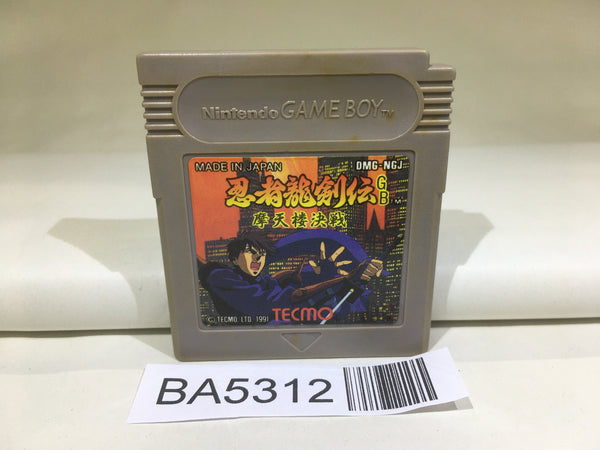 Nintendo GAME BOY™
MADE IN JAPAN
DMG-NGJ
忍者龍剣伝GB
摩天楼決戦
TECMO
© TECMO, LTD. 1991
BA5312